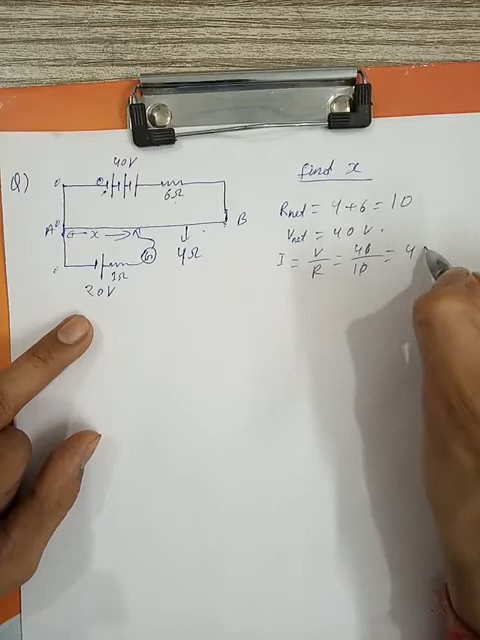 Q)
40V
6Ω
A
B
x
4Ω
G
1Ω
20V
find x
Rnet = 4 + 6 = 10
Vnet = 40 V.
I = V/R = 40/10 = 4